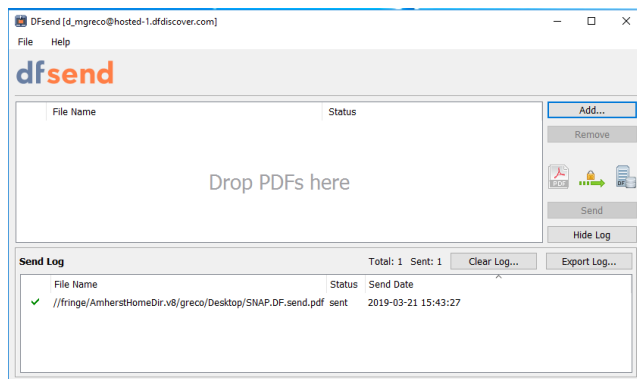 DFsend [d_mgreco@hosted-1.dfdiscover.com]
File Help
dfsend
File Name Status
Add...
Remove
Drop PDFs here
PDF DF
Send
Hide Log
Send Log Total: 1 Sent: 1 Clear Log... Export Log...
File Name Status Send Date
//fringe/AmherstHomeDir.v8/greco/Desktop/SNAP.DF.send.pdf sent 2019-03-21 15:43:27